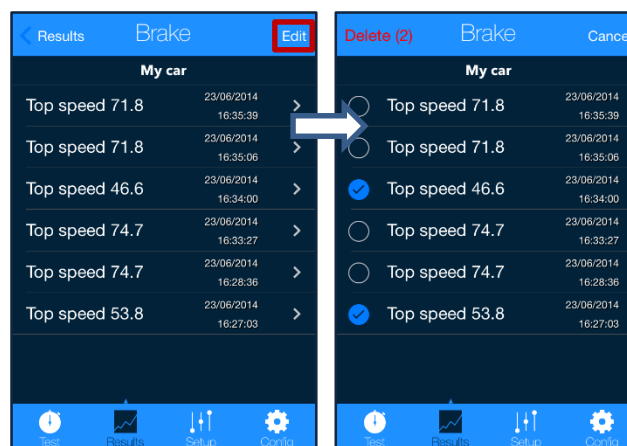 Results Brake Edit
My car
Top speed 71.8 23/06/2014
16:35:39
Top speed 71.8 23/06/2014
16:35:06
Top speed 46.6 23/06/2014
16:34:00
Top speed 74.7 23/06/2014
16:33:27
Top speed 74.7 23/06/2014
16:28:36
Top speed 53.8 23/06/2014
16:27:03
Test Results Setup Config
Delete (2) Brake Cance
My car
Top speed 71.8 23/06/2014
16:35:39
Top speed 71.8 23/06/2014
16:35:06
Top speed 46.6 23/06/2014
16:34:00
Top speed 74.7 23/06/2014
16:33:27
Top speed 74.7 23/06/2014
16:28:36
Top speed 53.8 23/06/2014
16:27:03
Test Results Setup Config